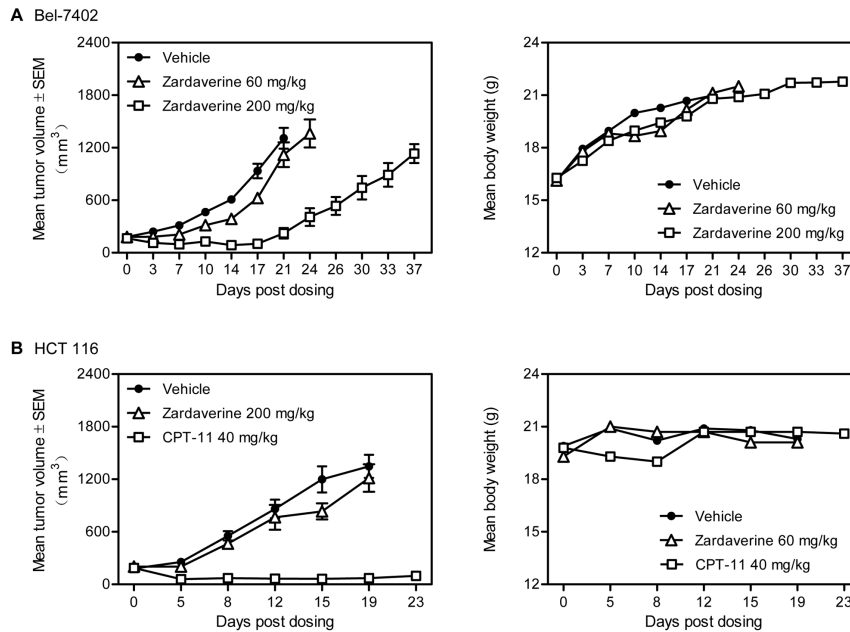 A Bel-7402
2400
1800
1200
600
0
Mean tumor volume ± SEM
(mm³)
Vehicle
Zardaverine 60 mg/kg
Zardaverine 200 mg/kg
0 3 7 10 14 17 21 24 26 30 33 37
Days post dosing
24
21
18
15
12
Mean body weight (g)
Vehicle
Zardaverine 60 mg/kg
Zardaverine 200 mg/kg
0 3 7 10 14 17 21 24 26 30 33 37
Days post dosing
B HCT 116
2400
1800
1200
600
0
Mean tumor volume ± SEM
(mm³)
Vehicle
Zardaverine 200 mg/kg
CPT-11 40 mg/kg
0 5 8 12 15 19 23
Days post dosing
24
21
18
15
12
Mean body weight (g)
Vehicle
Zardaverine 60 mg/kg
CPT-11 40 mg/kg
0 5 8 12 15 19 23
Days post dosing